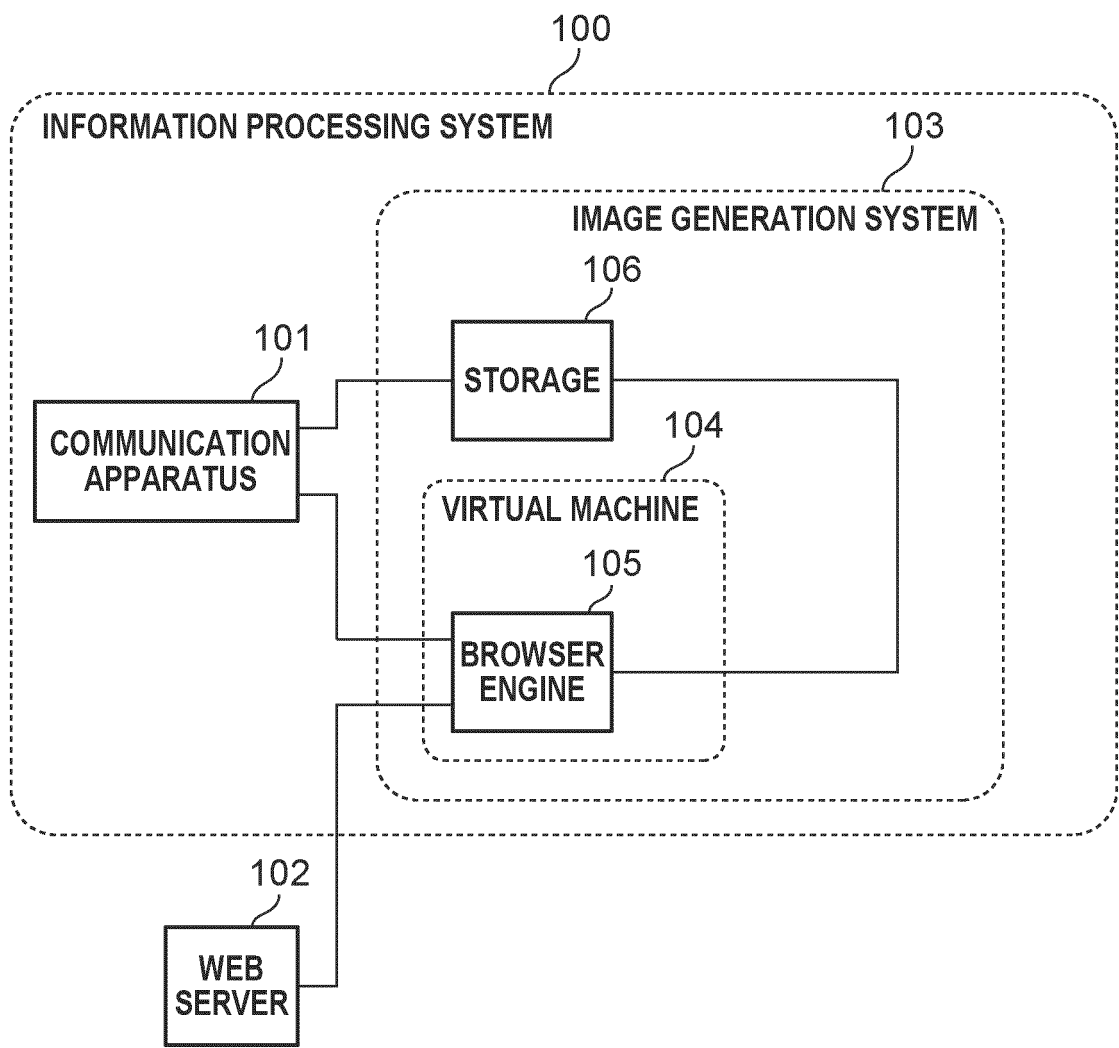 100
INFORMATION PROCESSING SYSTEM
103
IMAGE GENERATION SYSTEM
106
STORAGE
101
COMMUNICATION
APPARATUS
104
VIRTUAL MACHINE
105
BROWSER
ENGINE
102
WEB
SERVER